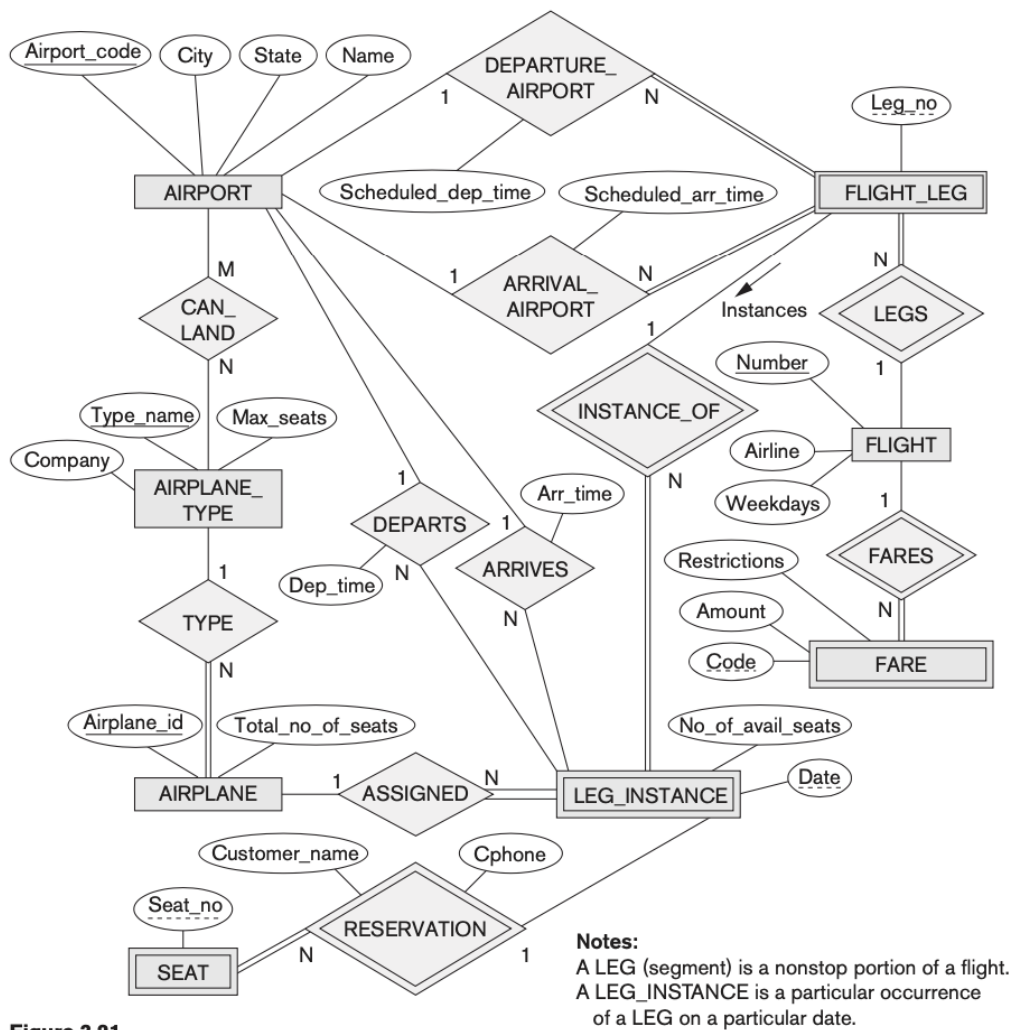 Airport_code
City
State
Name
DEPARTURE_
AIRPORT
1
N
Leg_no
AIRPORT
Scheduled_dep_time
Scheduled_arr_time
FLIGHT_LEG
M
CAN_
LAND
N
1
ARRIVAL_
AIRPORT
N
Instances
N
LEGS
1
1
INSTANCE_OF
N
Number
FLIGHT
Airline
Weekdays
Type_name
Max_seats
Company
AIRPLANE_
TYPE
1
DEPARTS
N
Dep_time
1
ARRIVES
N
Arr_time
1
FARES
N
Restrictions
Amount
Code
FARE
1
TYPE
N
Airplane_id
Total_no_of_seats
AIRPLANE
1
ASSIGNED
N
LEG_INSTANCE
No_of_avail_seats
Date
Customer_name
Cphone
Seat_no
SEAT
N
RESERVATION
1
Notes:
A LEG (segment) is a nonstop portion of a flight.
A LEG_INSTANCE is a particular occurrence
of a LEG on a particular date.